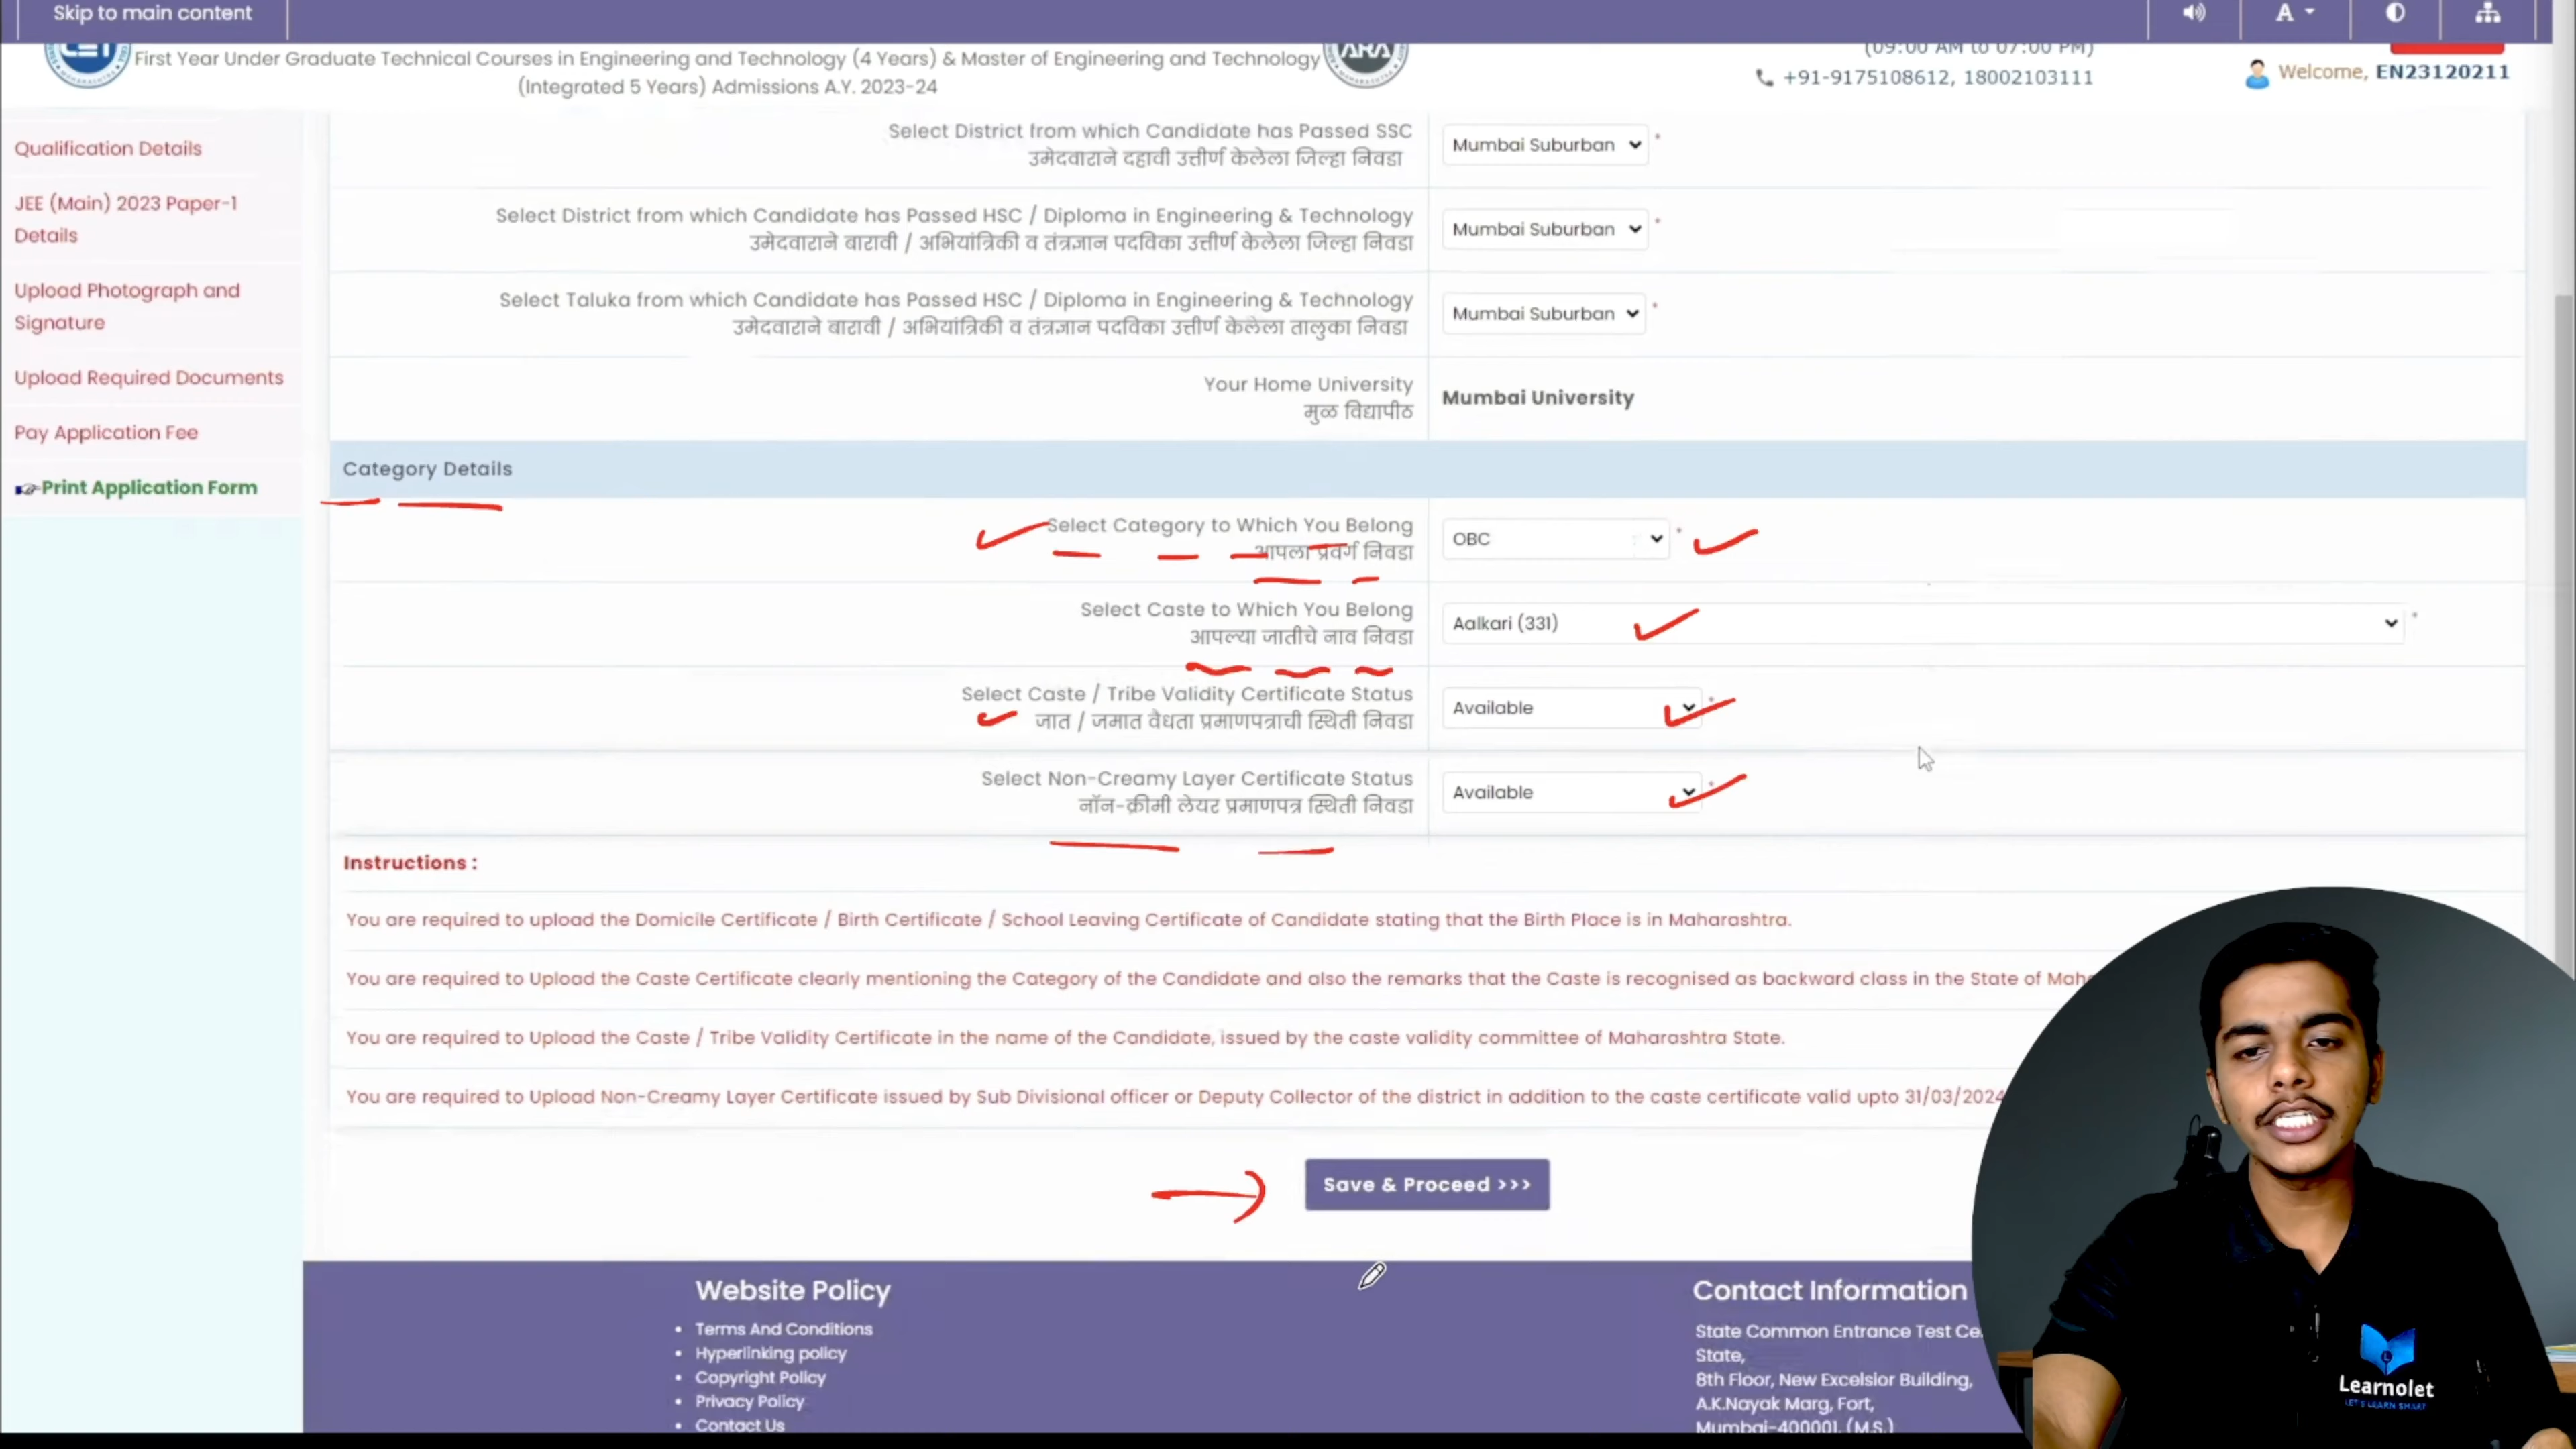 Skip to main content
A
First Year Under Graduate Technical Courses in Engineering and Technology (4 Years) & Master of Engineering and Technology
(Integrated 5 Years) Admissions A.Y. 2023-24
ARA
(09:00 AM to 07:00 PM)
+91-9175108612, 18002103111
Welcome, EN23120211
Qualification Details
JEE (Main) 2023 Paper-1
Details
Upload Photograph and
Signature
Upload Required Documents
Pay Application Fee
Print Application Form
Select District from which Candidate has Passed SSC
उमेदवाराने दहावी उत्तीर्ण केलेला जिल्हा निवडा
Mumbai Suburban *
Select District from which Candidate has Passed HSC / Diploma in Engineering & Technology
उमेदवाराने बारावी / अभियांत्रिकी व तंत्रज्ञान पदविका उत्तीर्ण केलेला जिल्हा निवडा
Mumbai Suburban *
Select Taluka from which Candidate has Passed HSC / Diploma in Engineering & Technology
उमेदवाराने बारावी / अभियांत्रिकी व तंत्रज्ञान पदविका उत्तीर्ण केलेला तालुका निवडा
Mumbai Suburban *
Your Home University
मुळ विद्यापीठ
Mumbai University
Category Details
Select Category to Which You Belong
आपला प्रवर्ग निवडा
OBC *
Select Caste to Which You Belong
आपल्या जातीचे नाव निवडा
Aalkari (331) *
Select Caste / Tribe Validity Certificate Status
जात / जमात वैधता प्रमाणपत्राची स्थिती निवडा
Available *
Select Non-Creamy Layer Certificate Status
नॉन-क्रीमी लेयर प्रमाणपत्र स्थिती निवडा
Available *
Instructions :
You are required to upload the Domicile Certificate / Birth Certificate / School Leaving Certificate of Candidate stating that the Birth Place is in Maharashtra.
You are required to Upload the Caste Certificate clearly mentioning the Category of the Candidate and also the remarks that the Caste is recognised as backward class in the State of Mah
You are required to Upload the Caste / Tribe Validity Certificate in the name of the Candidate, issued by the caste validity committee of Maharashtra State.
You are required to Upload Non-Creamy Layer Certificate issued by Sub Divisional officer or Deputy Collector of the district in addition to the caste certificate valid upto 31/03/2024
Save & Proceed >>>
Website Policy
• Terms And Conditions
• Hyperlinking policy
• Copyright Policy
• Privacy Policy
• Contact Us
Contact Information
State Common Entrance Test Ce
State,
8th Floor, New Excelsior Building,
A.K.Nayak Marg, Fort,
Mumbai-400001. (M.S.)
Learnolet
LET'S LEARN SMART